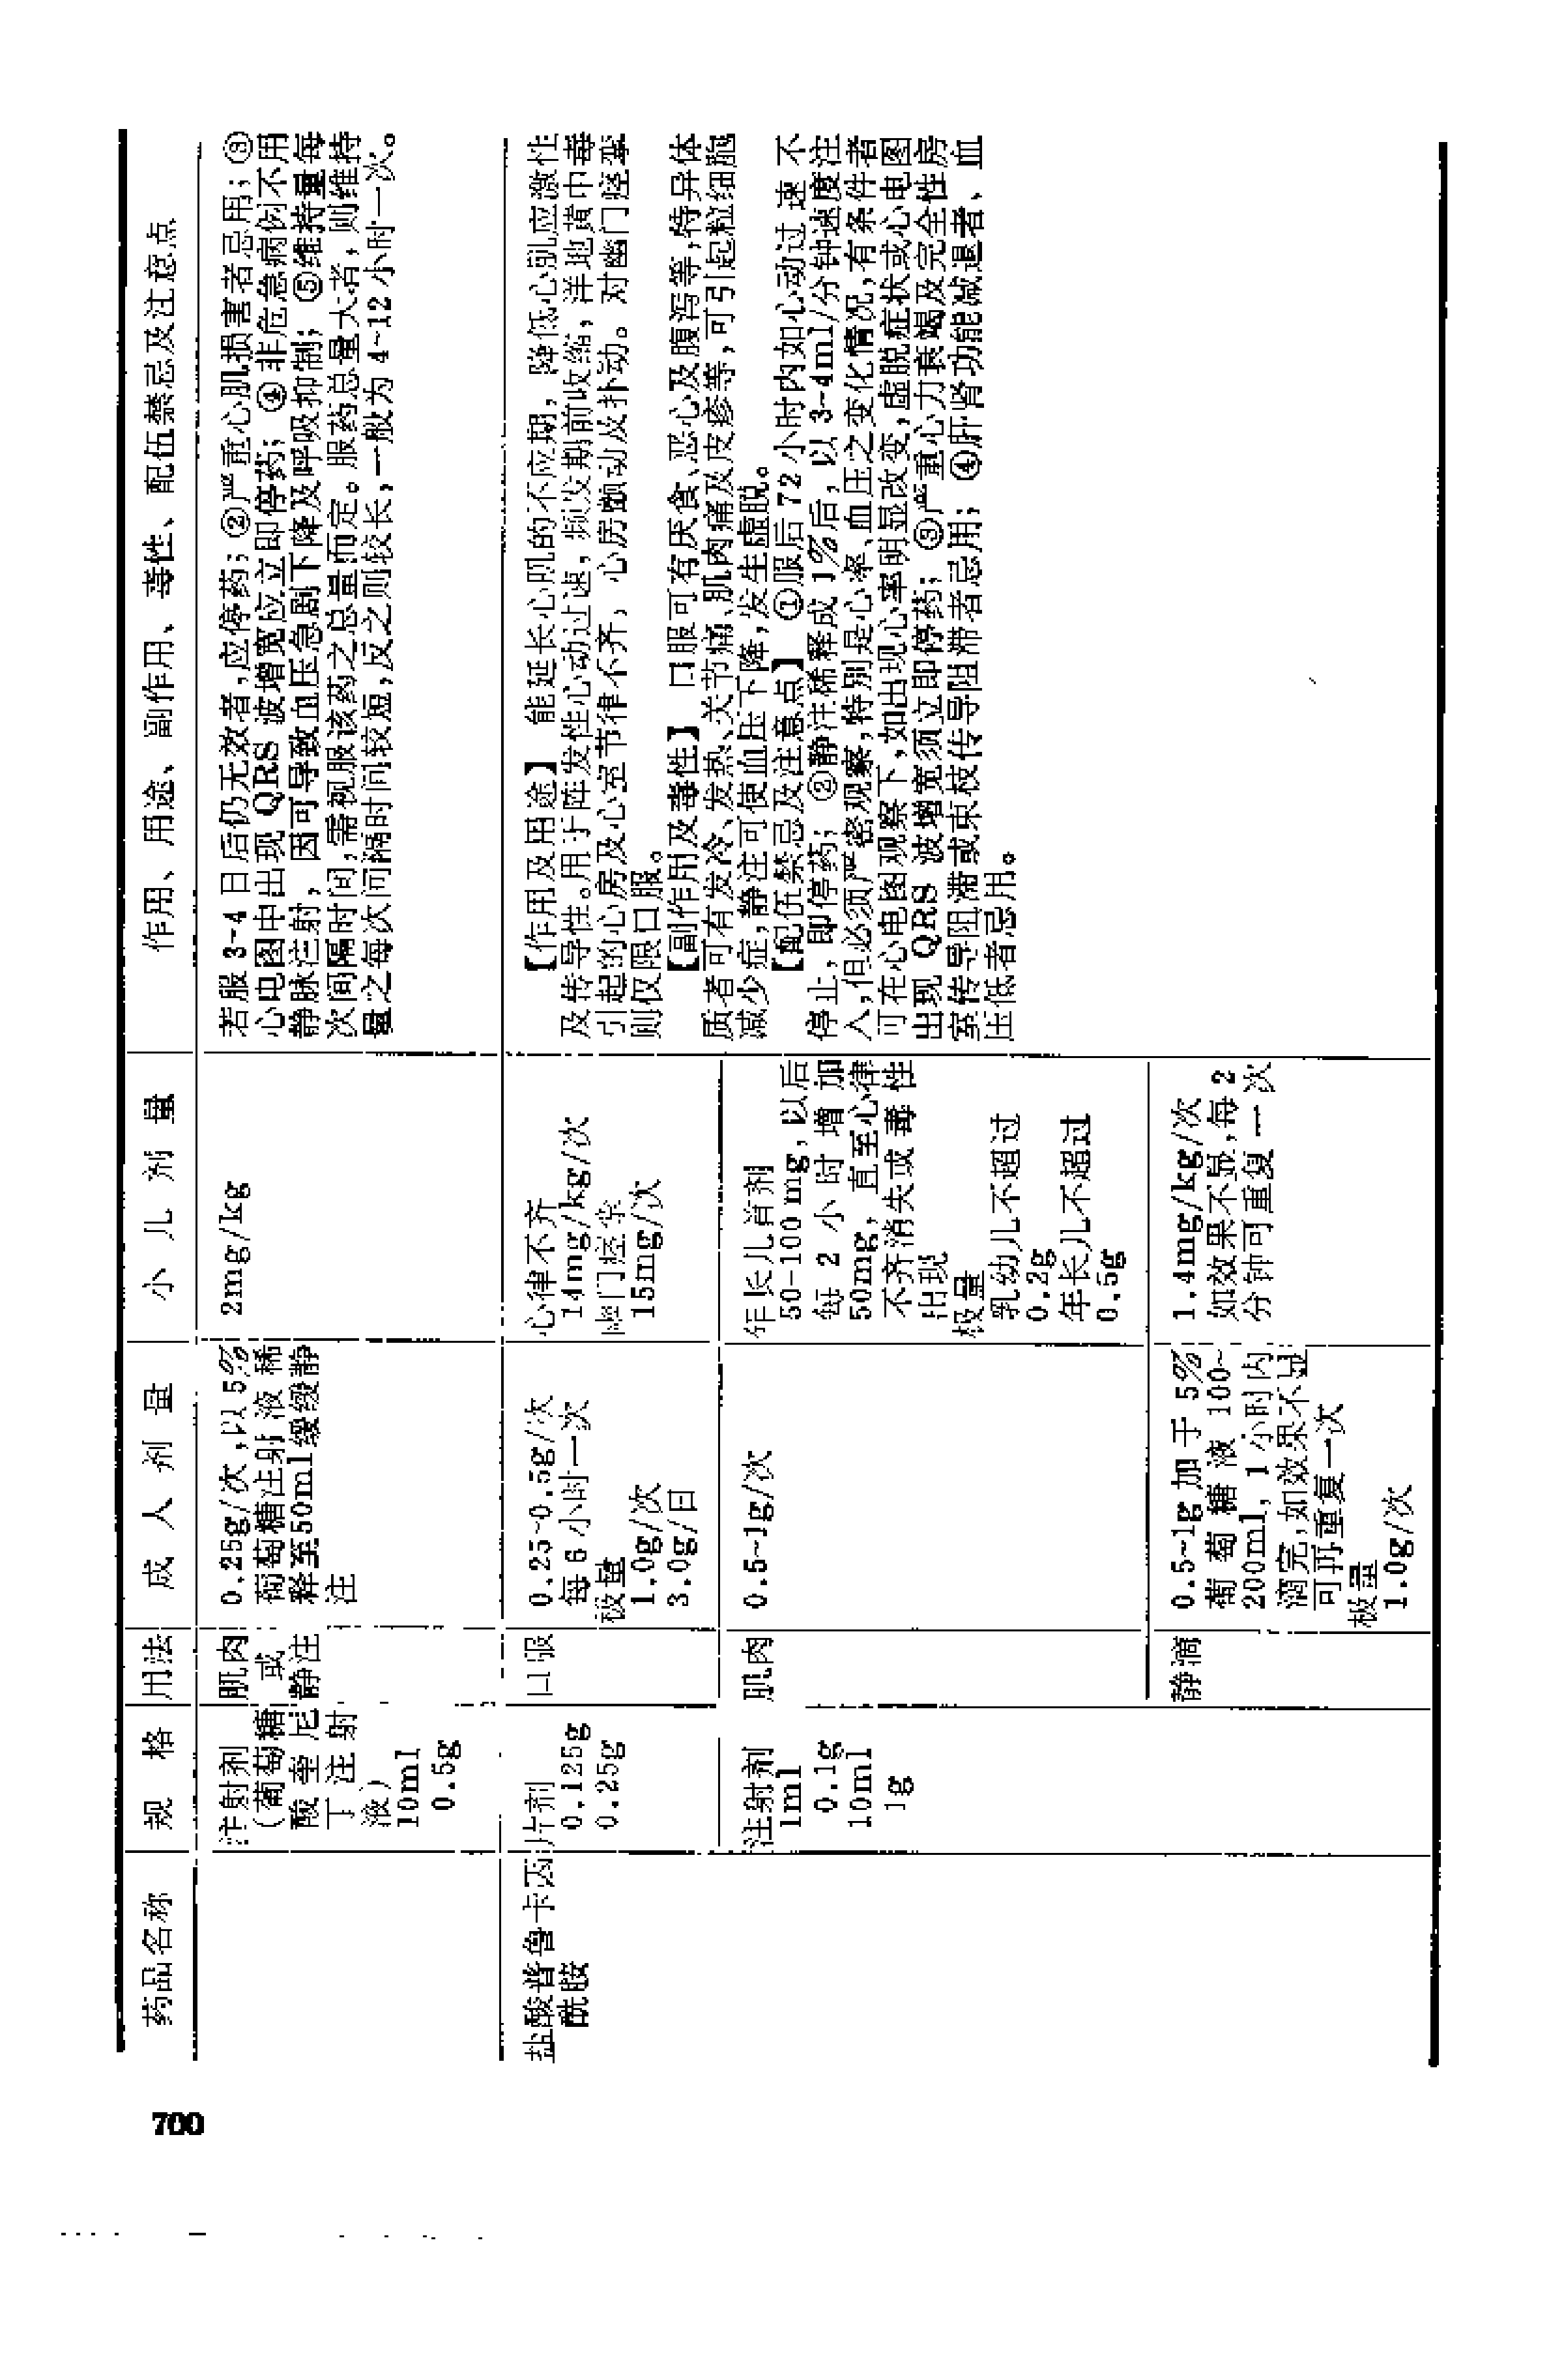 药品名称
规格
用法
成人剂量
小儿剂量
作用、用途、副作用、毒性、配伍禁忌及注意点
注射剂
（葡萄糖
酸奎尼
丁注射
液）
10ml
0.5g
肌肉
或
静注
0.25g/次，以5%
葡萄糖注射液稀
释至50ml缓缓静
注
2mg/kg
若服3~4日后仍无效者，应停药；②严重心肌损害者忌用；③
心电图中出现QRS波增宽应立即停药；④非危急病例不用
静脉注射，因可导致血压急剧下降及呼吸抑制；⑤维持量每
次间隔时间，需视服该药之总量而定。服药总量大者，则维持
量之每次间隔时间较短，反之则较长，一般为4~12小时一次。
盐酸普鲁卡因
酰胺
片剂
0.125g
0.25g
口服
0.25~0.5g/次
每6小时一次
极量
1.0g/次
3.0g/日
心律不齐
14mg/kg/次
幽门痉挛
15mg/次
【作用及用途】 能延长心肌的不应期，降低心肌应激性
及传导性。用于阵发性心动过速，频发期前收缩，洋地黄中毒
引起的心房及心室节律不齐，心房颤动及扑动。对幽门痉挛
则仅限口服。
【副作用及毒性】 口服可有厌食、恶心及腹泻等，特异体
质者可有发冷、发热、关节痛、肌肉痛及皮疹等，可引起粒细胞
减少症，静注可使血压下降，发生虚脱。
【配伍禁忌及注意点】 ①服后72小时内如心动过速不
停止，即停药；②静注稀释成1%后，以3~4ml/分钟速度注
入，但必须严密观察，特别是心率、血压之变化情况，有条件者
可在心电图观察下，如出现心率明显改变，虚脱症状或心电图
出现QRS波增宽须立即停药；③严重心力衰竭及完全性房
室传导阻滞或束枝传导阻滞者忌用；④肝肾功能减退者、血
压低者忌用。
注射剂
1ml
0.1g
10ml
1g
肌肉
0.5~1g/次
年长儿首剂
50-100mg，以后
每2小时增加
50mg，直至心律
不齐消失或毒性
出现
极量
乳幼儿不超过
0.2g
年长儿不超过
0.5g
静滴
0.5~1g加于5%
葡萄糖液100~
200ml，1小时内
滴完，如效果不显
可再重复一次
极量
1.0g/次
1.4mg/kg/次
如效果不显，每2
分钟可重复一次
700